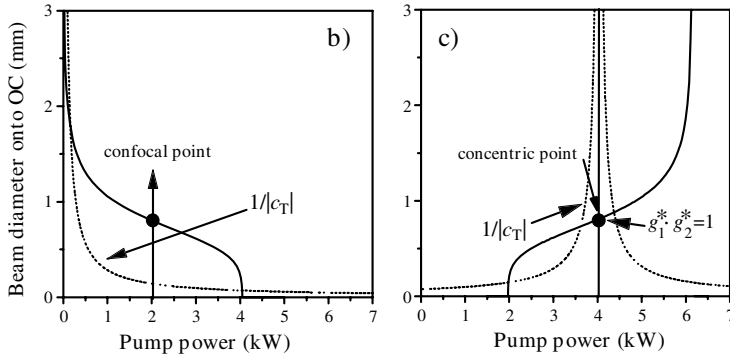 b)
c)
Beam diameter onto OC (mm)
3
2
1
0
confocal point
1/|c_T|
0 1 2 3 4 5 6 7
Pump power (kW)
3
2
1
0
concentric point
1/|c_T|
g₁*· g₂*=1
0 1 2 3 4 5 6 7
Pump power (kW)